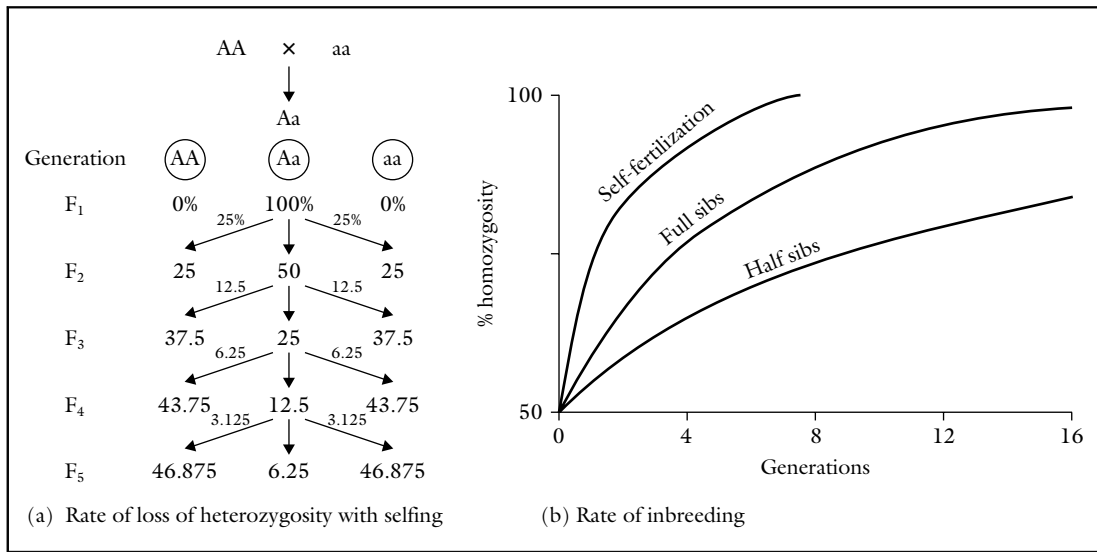 AA × aa
Aa
Generation AA Aa aa
F1 0% 100% 0%
25% 25%
F2 25 50 25
12.5 12.5
F3 37.5 25 37.5
6.25 6.25
F4 43.75 12.5 43.75
3.125 3.125
F5 46.875 6.25 46.875
(a) Rate of loss of heterozygosity with selfing
% homozygosity
100
50
Self-fertilization
Full sibs
Half sibs
0 4 8 12 16
Generations
(b) Rate of inbreeding